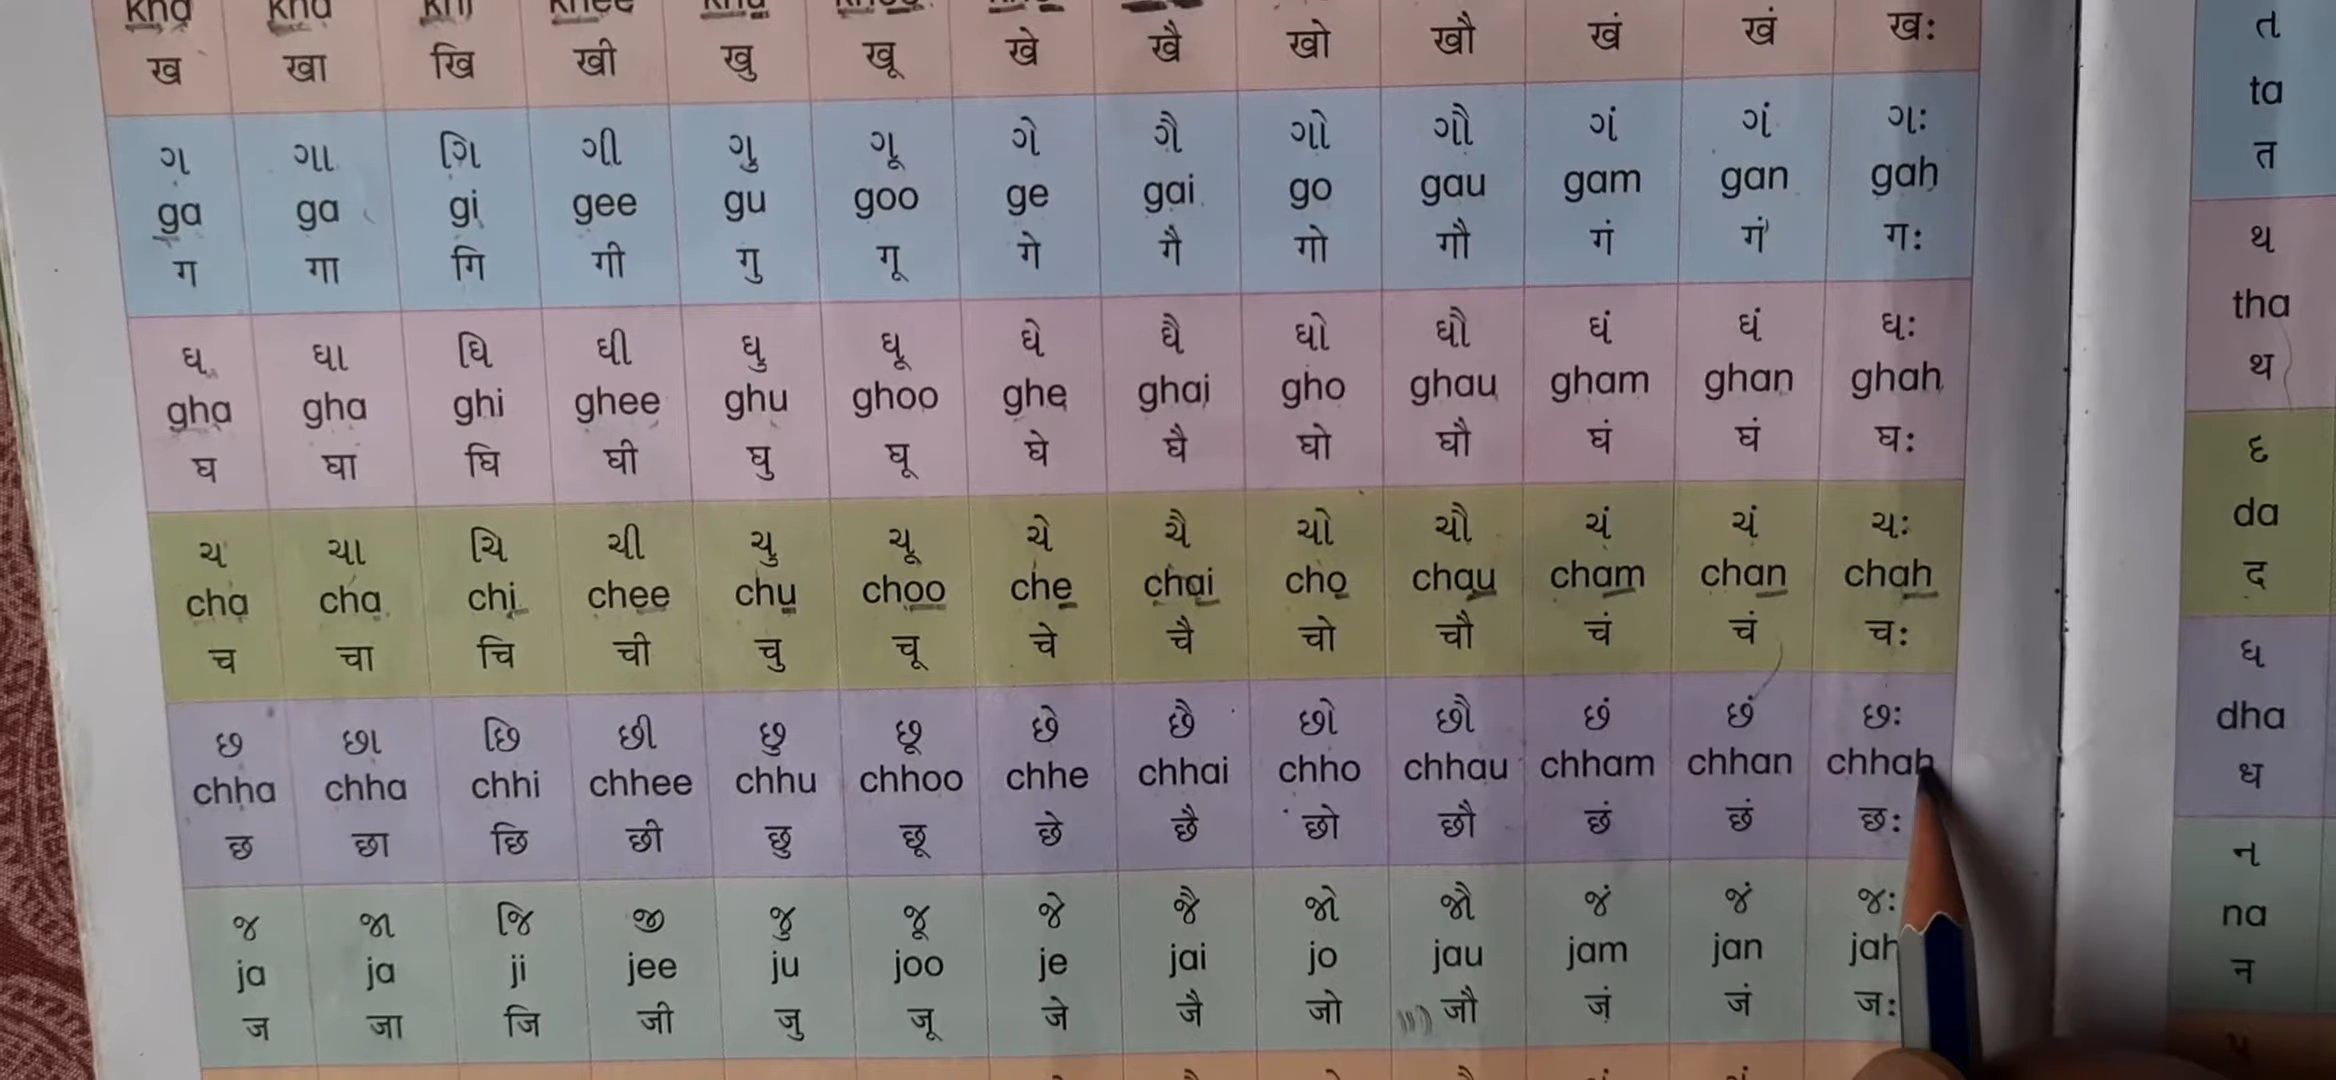 ख खा खि खी खु खू खे खै खो खौ खं खं खः
ગ ગા ગિ ગી ગુ ગૂ ગે ગૈ ગો ગૌ ગં ગં ગઃ
ga ga gi gee gu goo ge gai go gau gam gan gah
ग गा गि गी गु गू गे गै गो गौ गं गं गः
ઘ ઘા ઘિ ઘી ઘુ ઘૂ ઘે ઘૈ ઘો ઘૌ ઘં ઘં ઘઃ
gha gha ghi ghee ghu ghoo ghe ghai gho ghau gham ghan ghah
घ घा घि घी घु घू घे घै घो घौ घं घं घः
ચ ચા ચિ ચી ચુ ચૂ ચે ચૈ ચો ચૌ ચં ચં ચઃ
cha cha chi chee chu choo che chai cho chau cham chan chah
च चा चि ची चु चू चे चै चो चौ चं चं चः
છ છા છિ છી છુ છૂ છે છૈ છો છૌ છં છં છઃ
chha chha chhi chhee chhu chhoo chhe chhai chho chhau chham chhan chhah
छ छा छि छी छु छू छे छै छो छौ छं छं छः
જ જા જિ જી જુ જૂ જે જૈ જો જૌ જં જં જઃ
ja ja ji jee ju joo je jai jo jau jam jan jah
ज जा जि जी जु जू जे जै जो जौ जं जं जः
ત
ta
त
થ
tha
थ
દ
da
द
ધ
dha
ध
ન
na
न